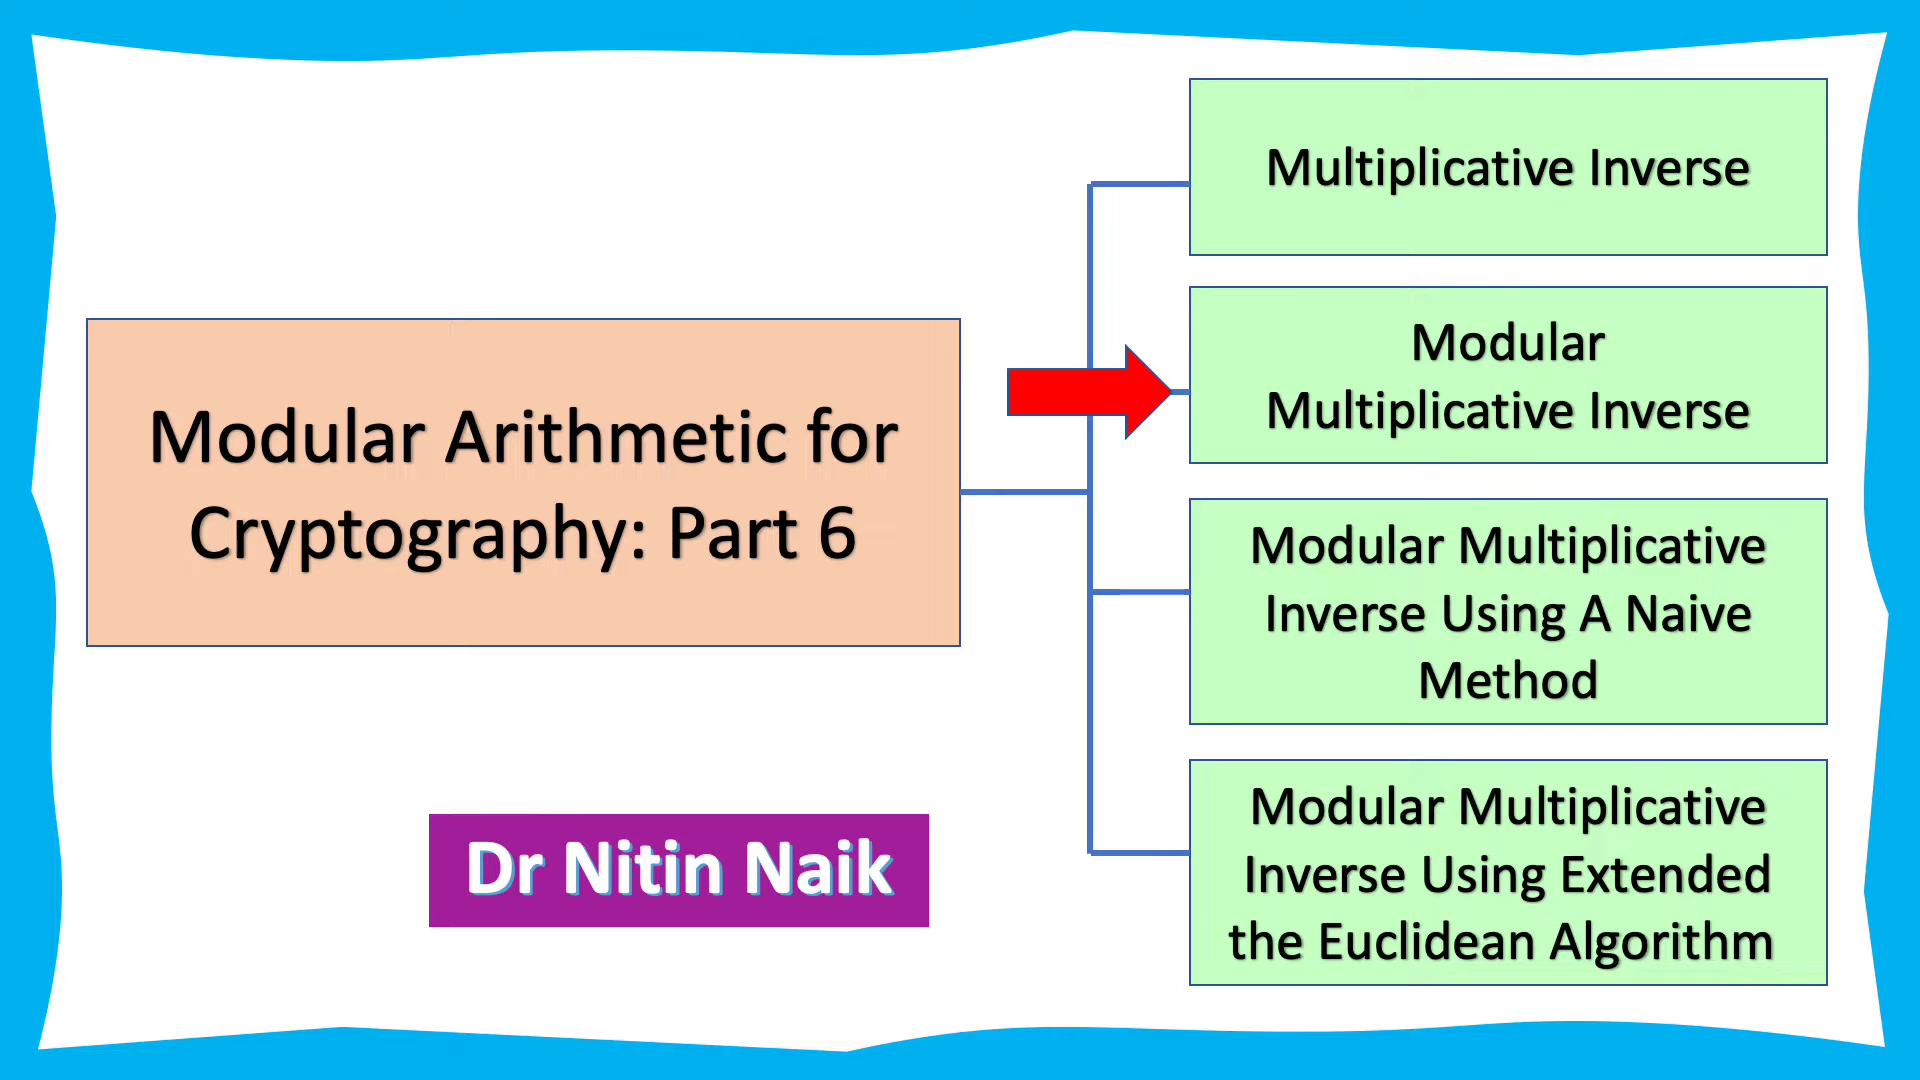 Modular Arithmetic for
Cryptography: Part 6
Dr Nitin Naik
Multiplicative Inverse
Modular
Multiplicative Inverse
Modular Multiplicative
Inverse Using A Naive
Method
Modular Multiplicative
Inverse Using Extended
the Euclidean Algorithm